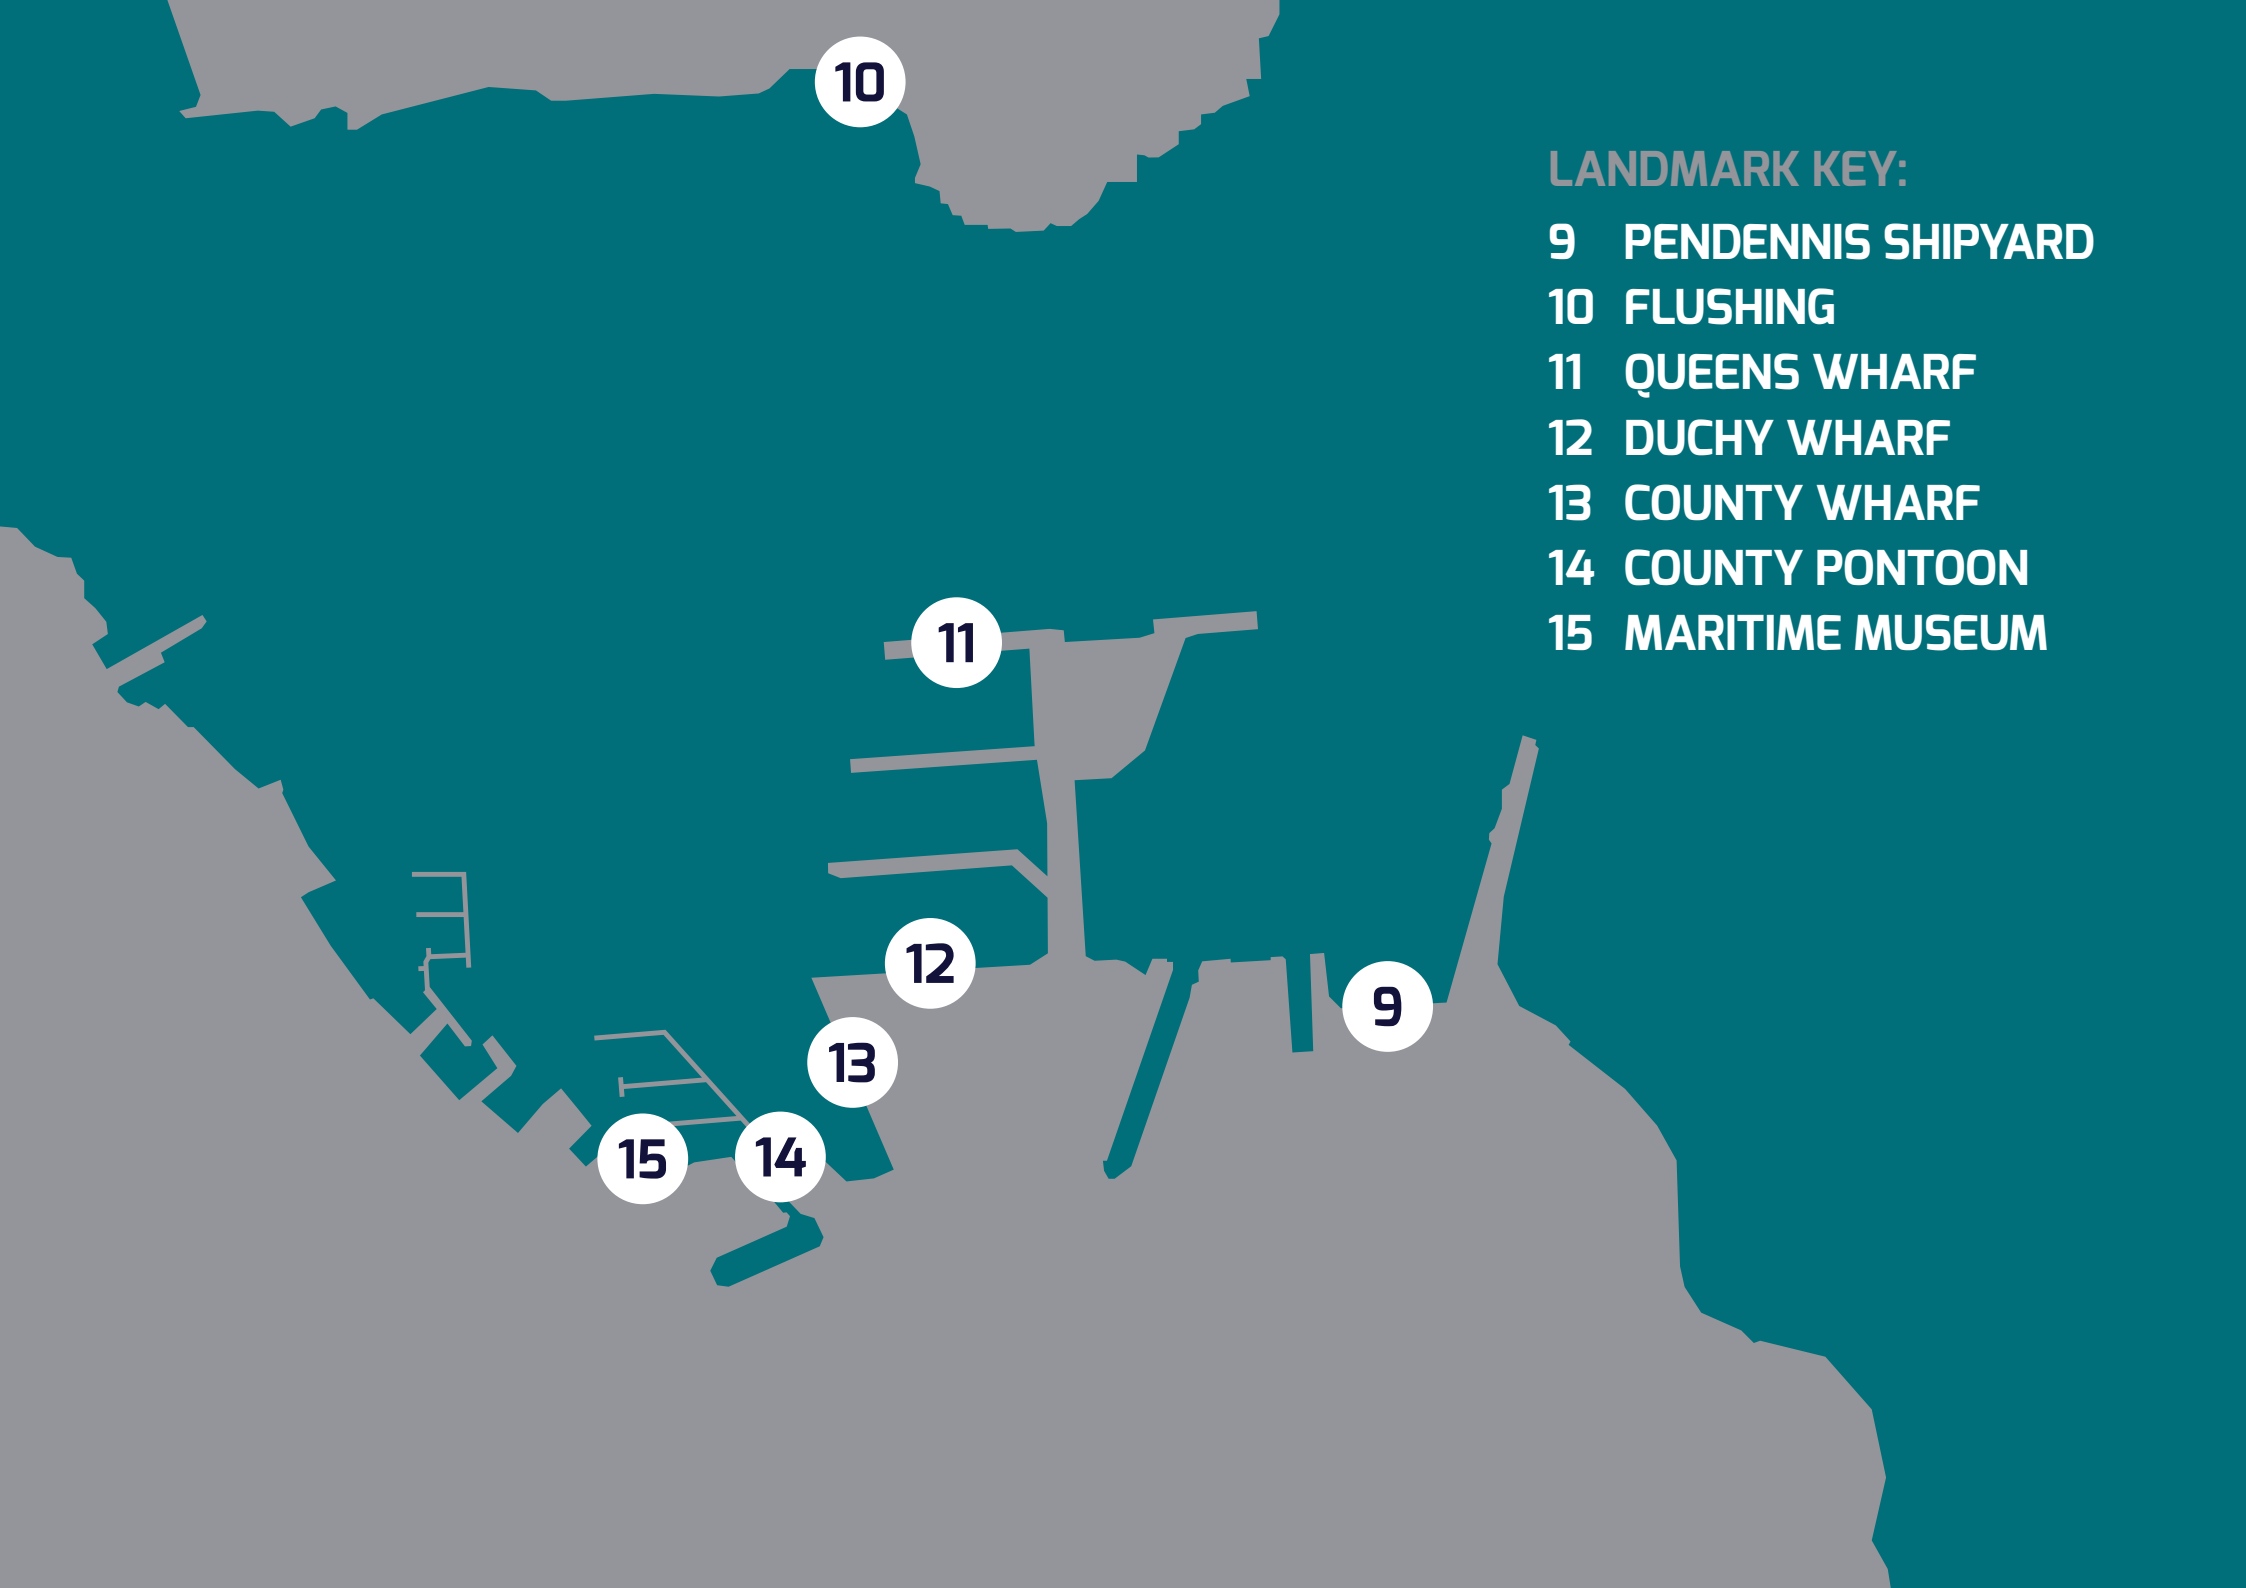 10
LANDMARK KEY:
9 PENDENNIS SHIPYARD
10 FLUSHING
11 QUEENS WHARF
12 DUCHY WHARF
13 COUNTY WHARF
14 COUNTY PONTOON
15 MARITIME MUSEUM
11
12
9
13
15
14